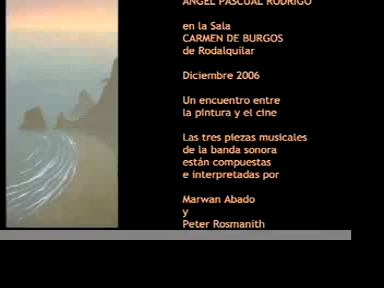 ANGEL PASCUAL RODRIGO
en la Sala
CARMEN DE BURGOS
de Rodalquilar
Diciembre 2006
Un encuentro entre
la pintura y el cine
Las tres piezas musicales
de la banda sonora
están compuestas
e interpretadas por
Marwan Abado
y
Peter Rosmanith